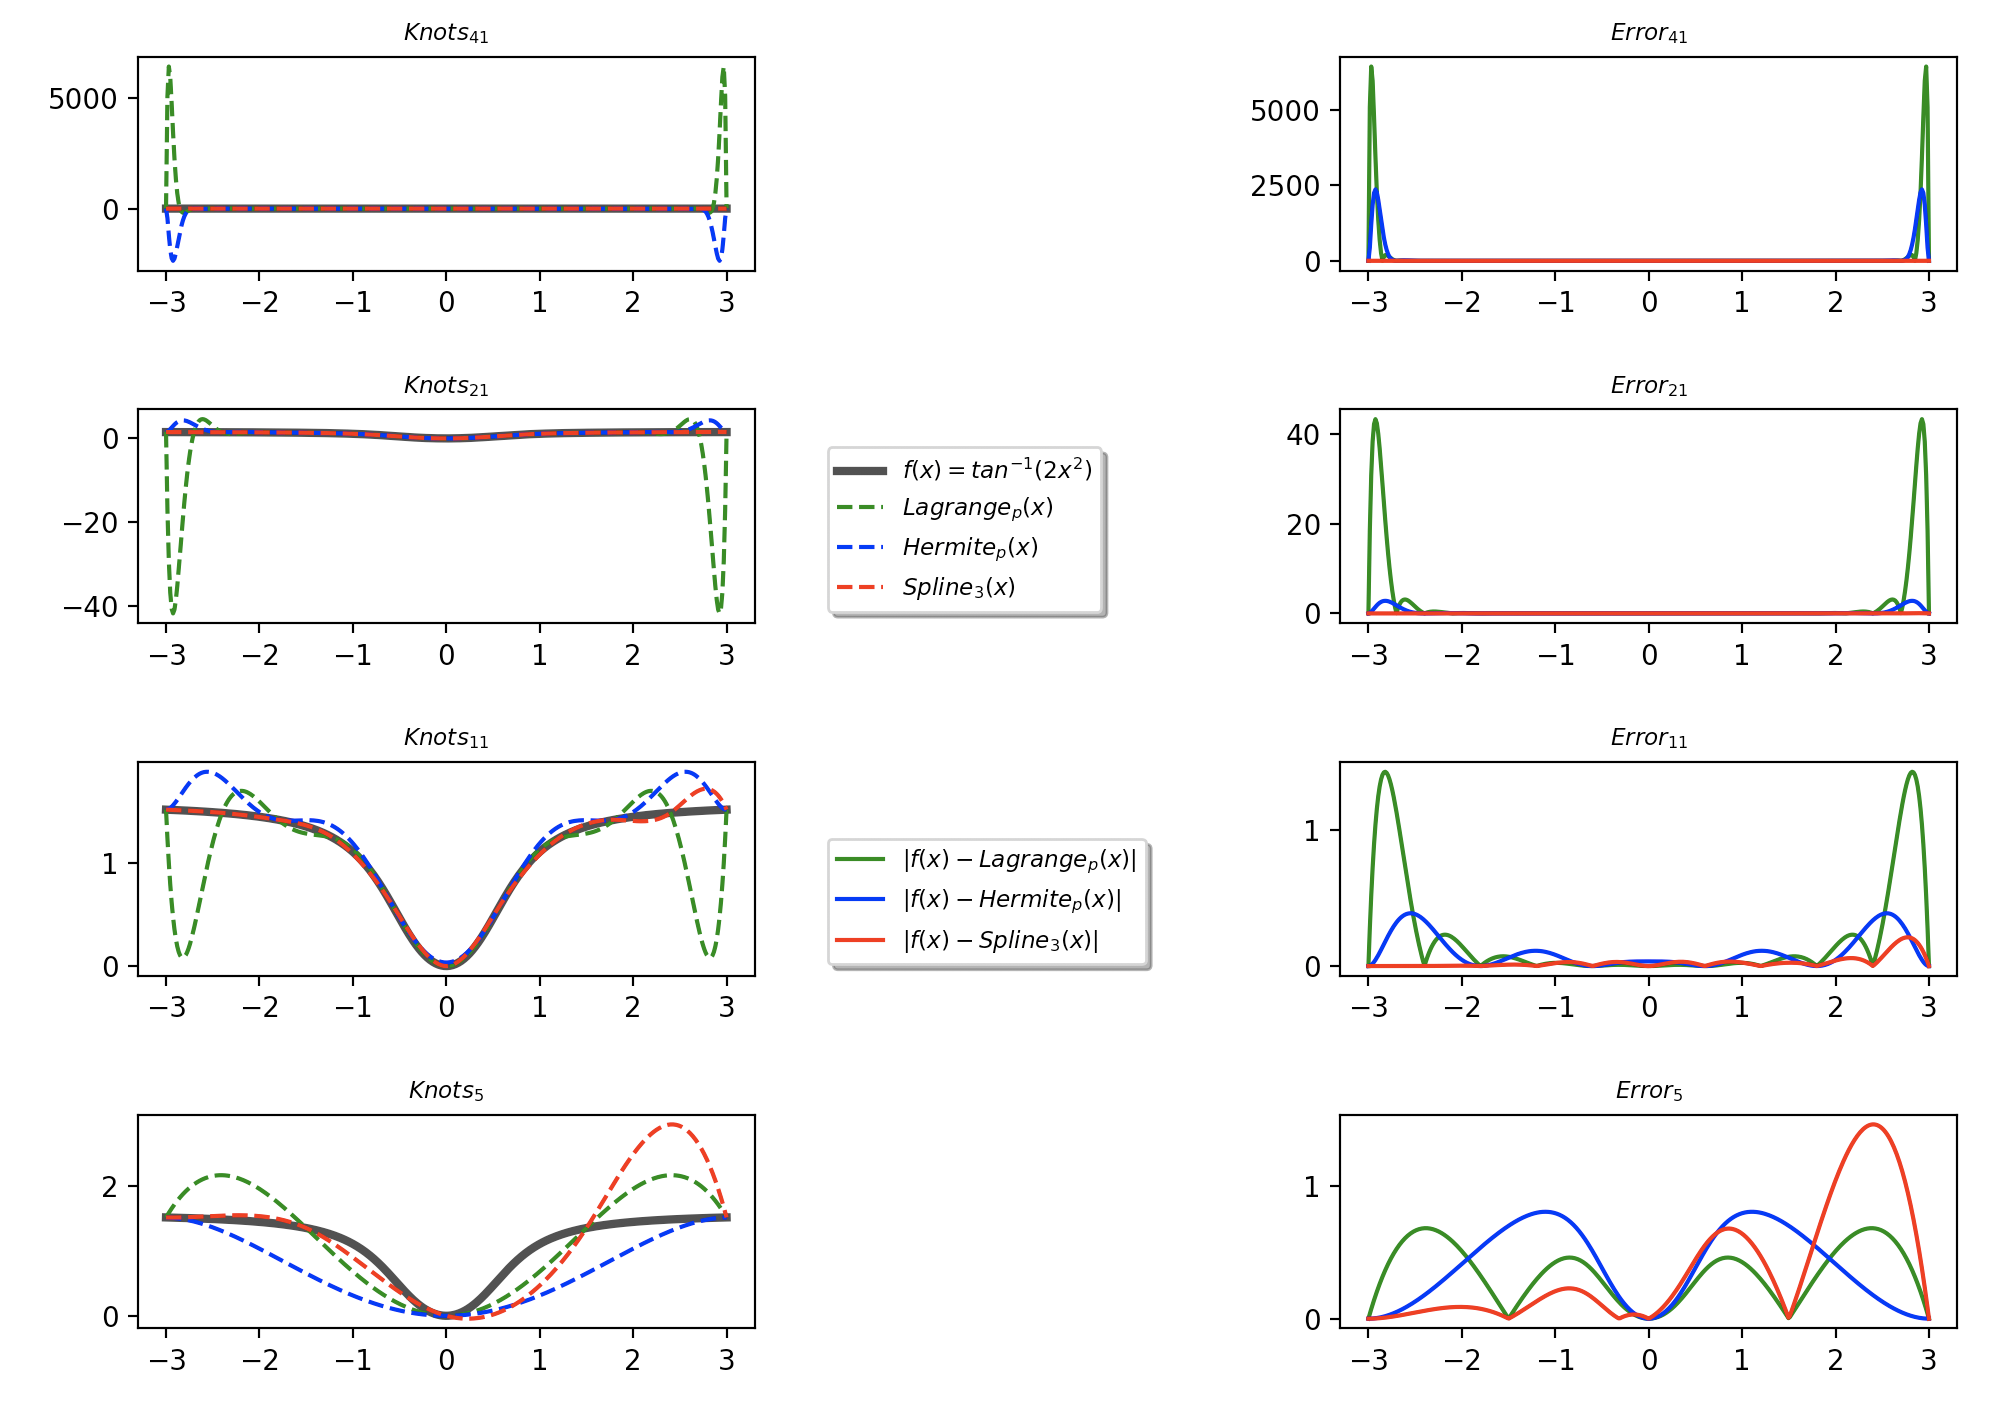 Knots₄₁
5000
0
−3 −2 −1 0 1 2 3
Error₄₁
5000
2500
0
−3 −2 −1 0 1 2 3
Knots₂₁
0
−20
−40
−3 −2 −1 0 1 2 3
f(x) = tan⁻¹(2x²)
Lagrangeₚ(x)
Hermiteₚ(x)
Spline₃(x)
Error₂₁
40
20
0
−3 −2 −1 0 1 2 3
Knots₁₁
1
0
−3 −2 −1 0 1 2 3
|f(x) − Lagrangeₚ(x)|
|f(x) − Hermiteₚ(x)|
|f(x) − Spline₃(x)|
Error₁₁
1
0
−3 −2 −1 0 1 2 3
Knots₅
2
0
−3 −2 −1 0 1 2 3
Error₅
1
0
−3 −2 −1 0 1 2 3